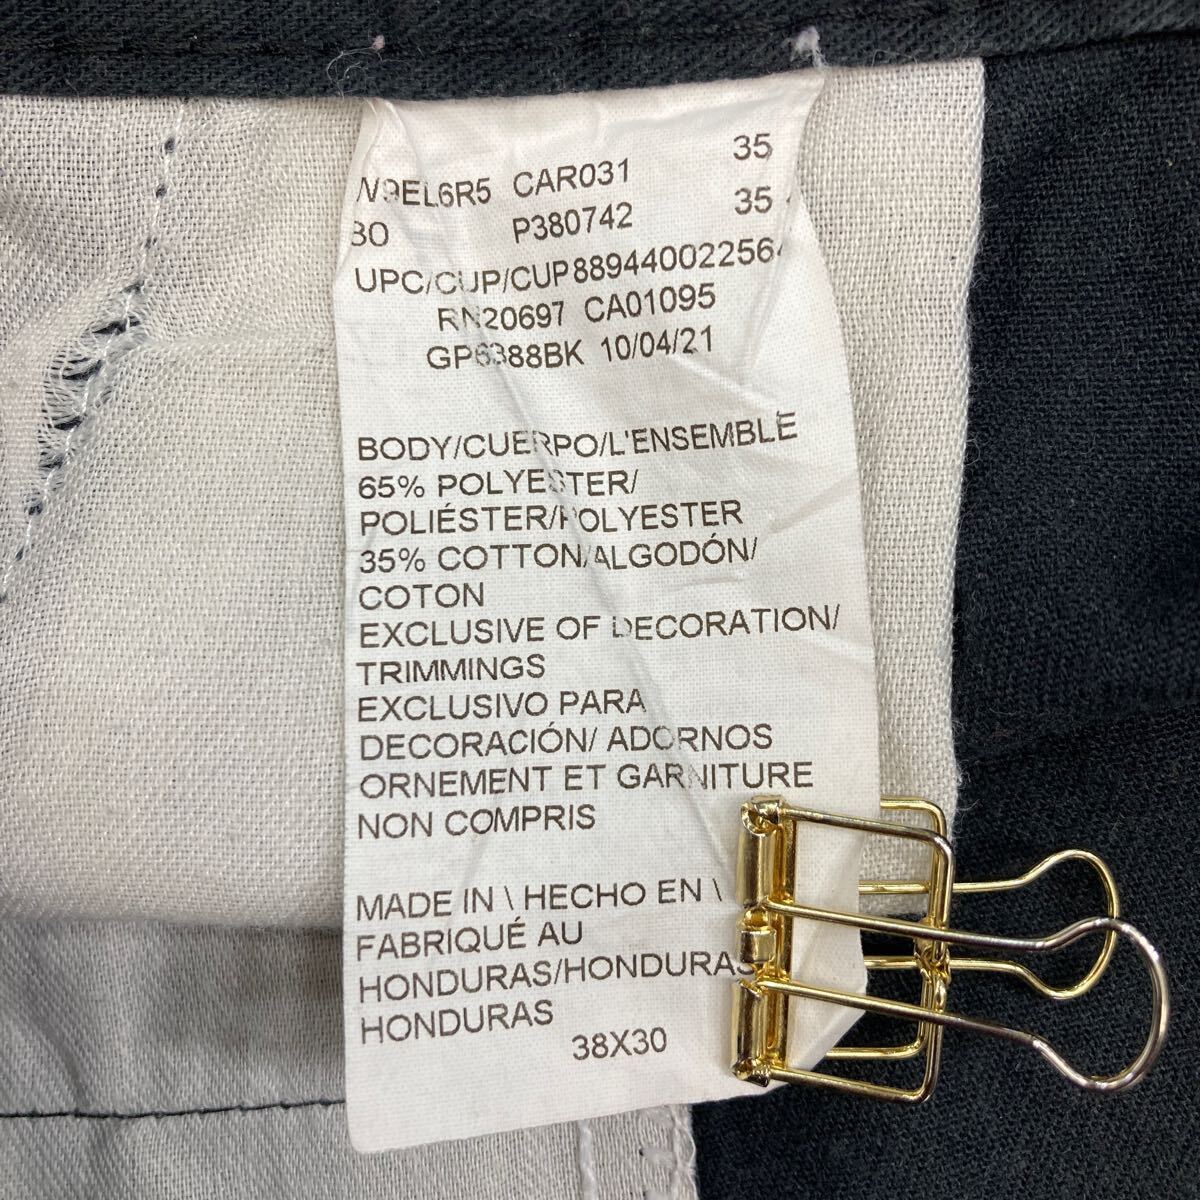 W9EL6R5 CAR031 35
30 P380742 35
UPC/CUP/CUP 88944002256
RN20697 CA01095
GP6388BK 10/04/21
BODY/CUERPO/L'ENSEMBLE
65% POLYESTER/
POLIÉSTER/POLYESTER
35% COTTON/ALGODÓN/
COTON
EXCLUSIVE OF DECORATION/
TRIMMINGS
EXCLUSIVO PARA
DECORACIÓN/ ADORNOS
ORNEMENT ET GARNITURE
NON COMPRIS
MADE IN \ HECHO EN \
FABRIQUÉ AU
HONDURAS/HONDURAS
HONDURAS
38X30